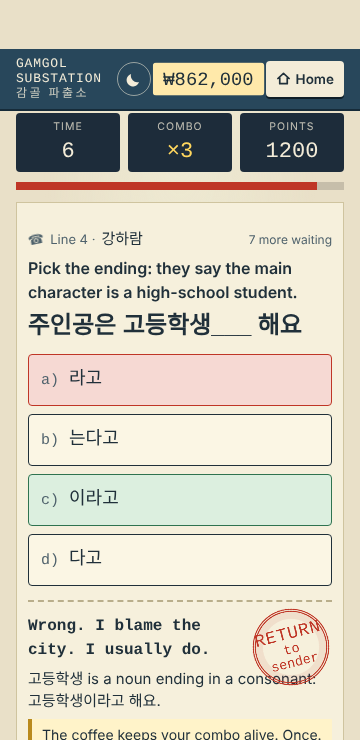 GAMGOL
SUBSTATION
감골 파출소
₩862,000
Home
TIME
6
COMBO
×3
POINTS
1200
☎ Line 4 · 강하람
7 more waiting
Pick the ending: they say the main
character is a high-school student.
주인공은 고등학생___ 해요
a) 라고
b) 는다고
c) 이라고
d) 다고
Wrong. I blame the
city. I usually do.
RETURN
to
sender
고등학생 is a noun ending in a consonant:
고등학생이라고 해요.
The coffee keeps your combo alive. Once.